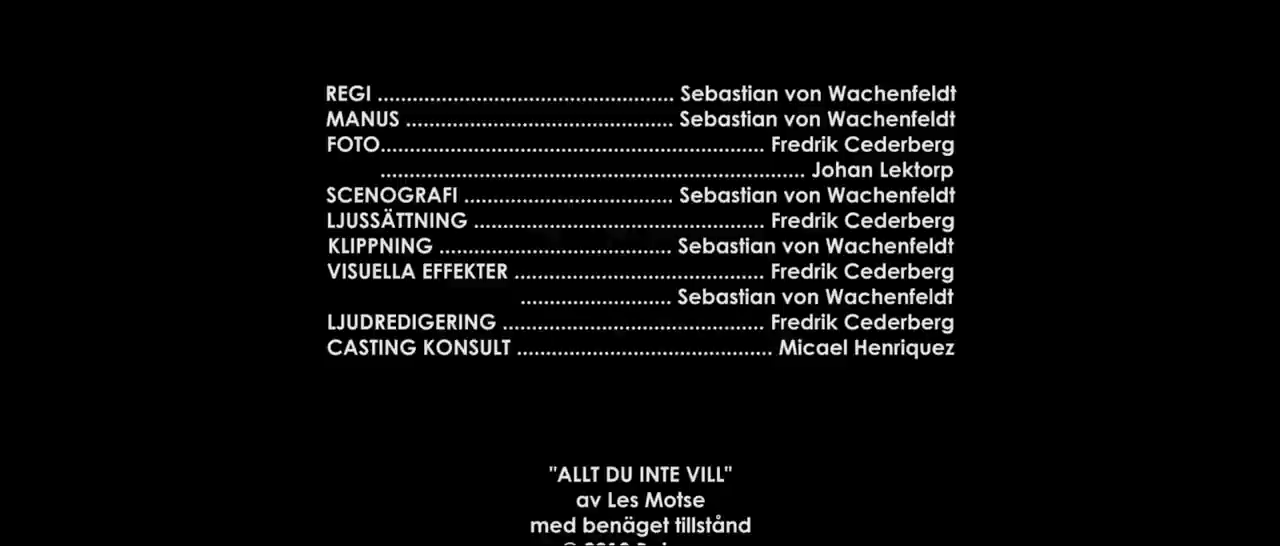 REGI ................................................... Sebastian von Wachenfeldt
MANUS .............................................. Sebastian von Wachenfeldt
FOTO.................................................................. Fredrik Cederberg
......................................................................... Johan Lektorp
SCENOGRAFI .................................... Sebastian von Wachenfeldt
LJUSSÄTTNING .................................................. Fredrik Cederberg
KLIPPNING ........................................ Sebastian von Wachenfeldt
VISUELLA EFFEKTER ........................................... Fredrik Cederberg
.......................... Sebastian von Wachenfeldt
LJUDREDIGERING ............................................. Fredrik Cederberg
CASTING KONSULT ............................................ Micael Henriquez
"ALLT DU INTE VILL"
av Les Motse
med benäget tillstånd